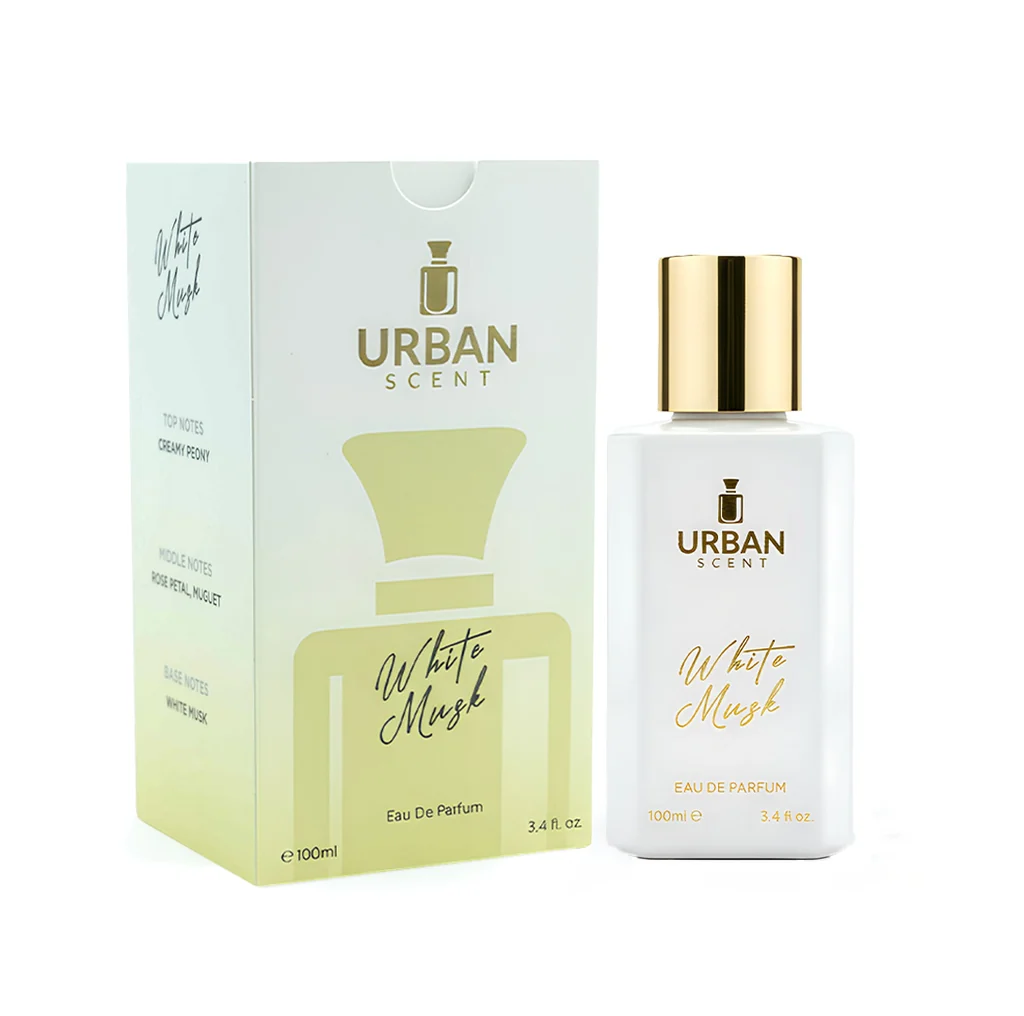 White
Musk
TOP NOTES
CREAMY PEONY
MIDDLE NOTES
ROSE PETAL, MUGUET
BASE NOTES
WHITE MUSK
URBAN
SCENT
White
Musk
Eau De Parfum
℮100ml
3.4 fl. oz.
URBAN
SCENT
White
Musk
EAU DE PARFUM
100ml ℮
3.4 fl oz.